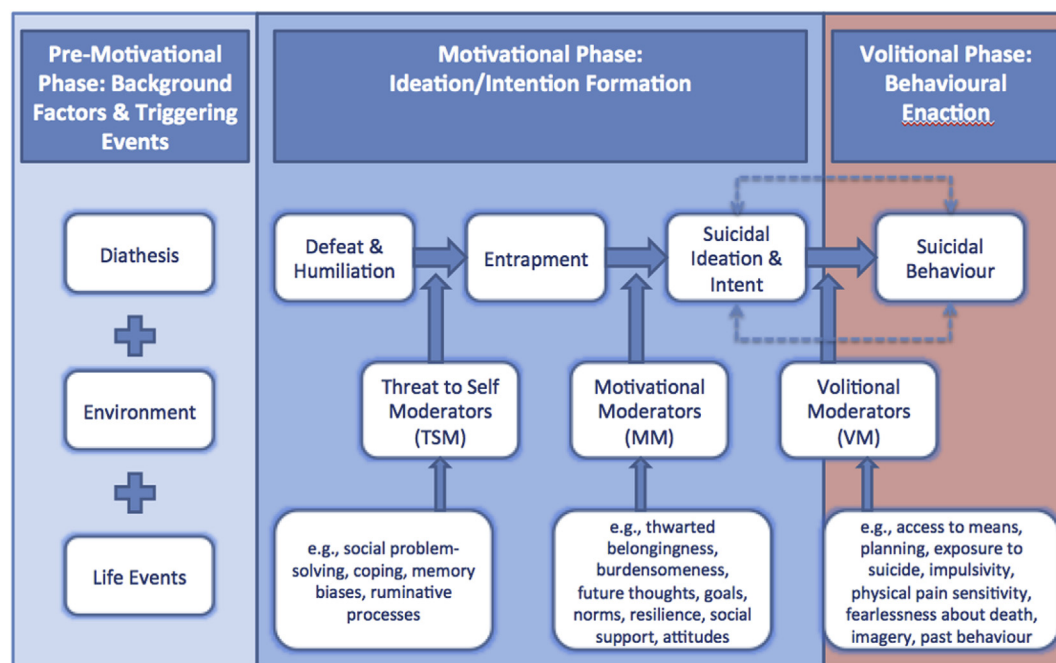 Pre-Motivational
Phase: Background
Factors & Triggering
Events
Motivational Phase:
Ideation/Intention Formation
Volitional Phase:
Behavioural
Enaction
Diathesis
Environment
Life Events
Defeat &
Humiliation
Entrapment
Suicidal
Ideation &
Intent
Suicidal
Behaviour
Threat to Self
Moderators
(TSM)
Motivational
Moderators
(MM)
Volitional
Moderators
(VM)
e.g., social problem-
solving, coping, memory
biases, ruminative
processes
e.g., thwarted
belongingness,
burdensomeness,
future thoughts, goals,
norms, resilience, social
support, attitudes
e.g., access to means,
planning, exposure to
suicide, impulsivity,
physical pain sensitivity,
fearlessness about death,
imagery, past behaviour